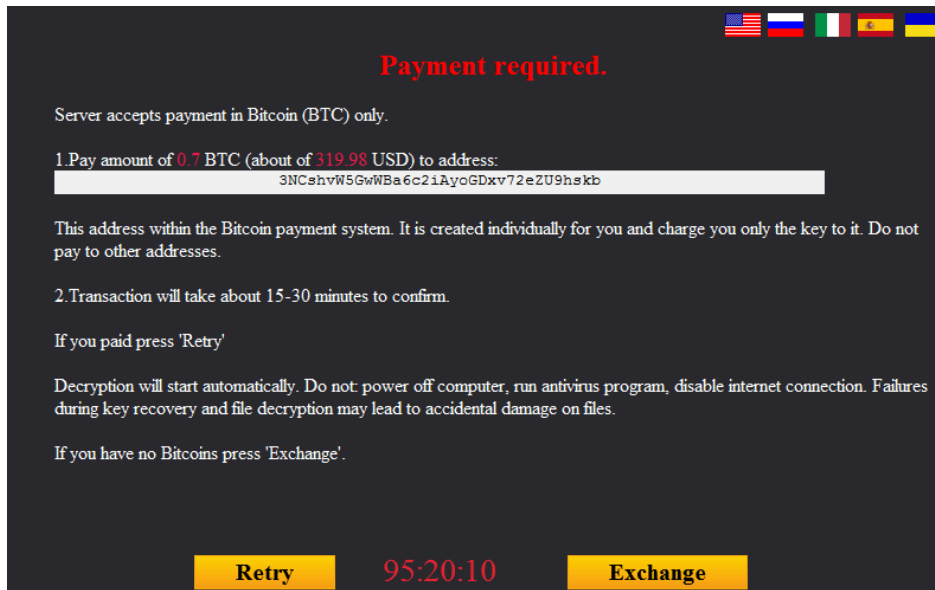 Payment required.
Server accepts payment in Bitcoin (BTC) only.
1.Pay amount of 0.7 BTC (about of 319.98 USD) to address:
3NCshvW5GwWBa6c2iAyoGDxv72eZU9hskb
This address within the Bitcoin payment system. It is created individually for you and charge you only the key to it. Do not
pay to other addresses.
2.Transaction will take about 15-30 minutes to confirm.
If you paid press 'Retry'
Decryption will start automatically. Do not: power off computer, run antivirus program, disable internet connection. Failures
during key recovery and file decryption may lead to accidental damage on files.
If you have no Bitcoins press 'Exchange'.
Retry 95:20:10 Exchange